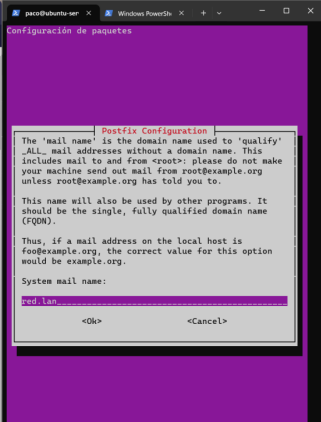 paco@ubuntu-ser
Windows PowerShe
Configuración de paquetes
Postfix Configuration
The 'mail name' is the domain name used to 'qualify'
_ALL_ mail addresses without a domain name. This
includes mail to and from <root>: please do not make
your machine send out mail from root@example.org
unless root@example.org has told you to.
This name will also be used by other programs. It
should be the single, fully qualified domain name
(FQDN).
Thus, if a mail address on the local host is
foo@example.org, the correct value for this option
would be example.org.
System mail name:
red.lan
<Ok> <Cancel>